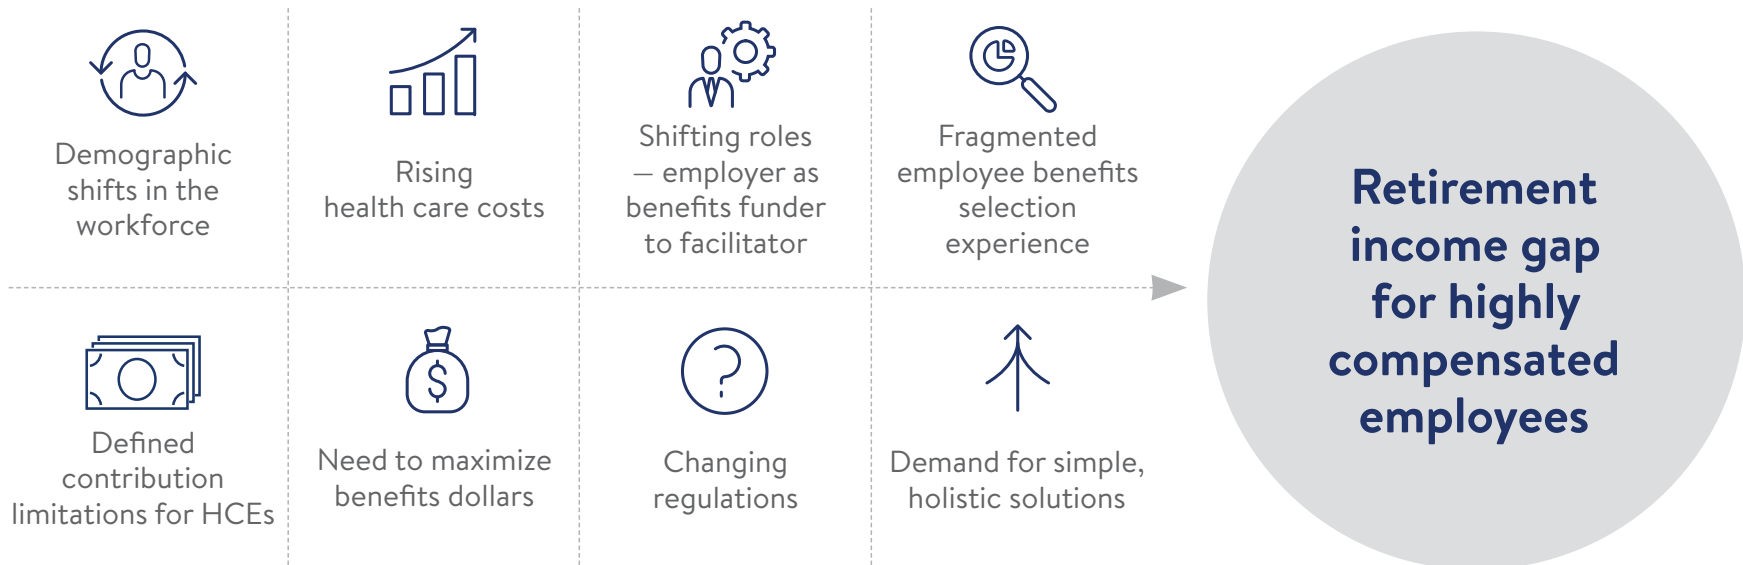 Demographic
shifts in the
workforce
Rising
health care costs
Shifting roles
— employer as
benefits funder
to facilitator
Fragmented
employee benefits
selection
experience
Defined
contribution
limitations for HCEs
$
Need to maximize
benefits dollars
?
Changing
regulations
Demand for simple,
holistic solutions
Retirement
income gap
for highly
compensated
employees